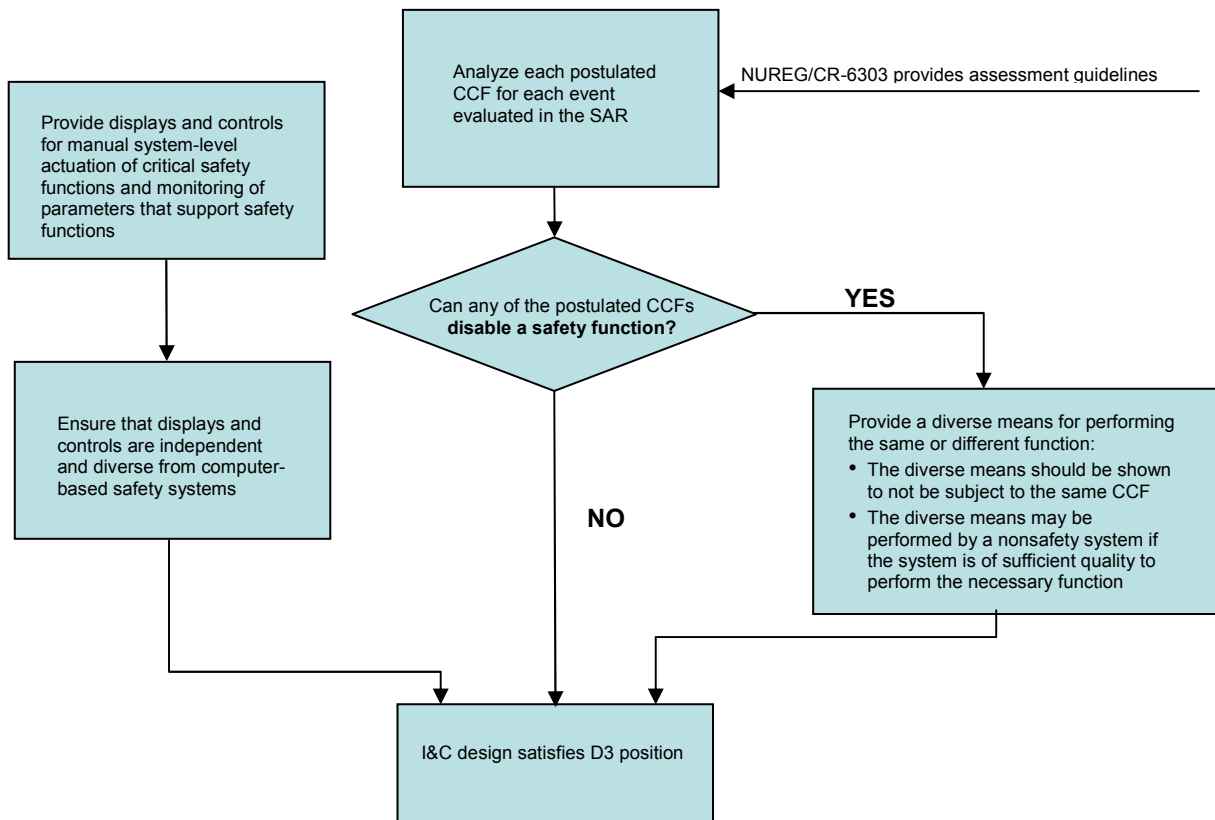 Analyze each postulated
CCF for each event
evaluated in the SAR
NUREG/CR-6303 provides assessment guidelines
Provide displays and controls
for manual system-level
actuation of critical safety
functions and monitoring of
parameters that support safety
functions
Can any of the postulated CCFs
disable a safety function?
YES
Ensure that displays and
controls are independent
and diverse from computer-
based safety systems
NO
Provide a diverse means for performing
the same or different function:
• The diverse means should be shown
to not be subject to the same CCF
• The diverse means may be
performed by a nonsafety system if
the system is of sufficient quality to
perform the necessary function
I&C design satisfies D3 position